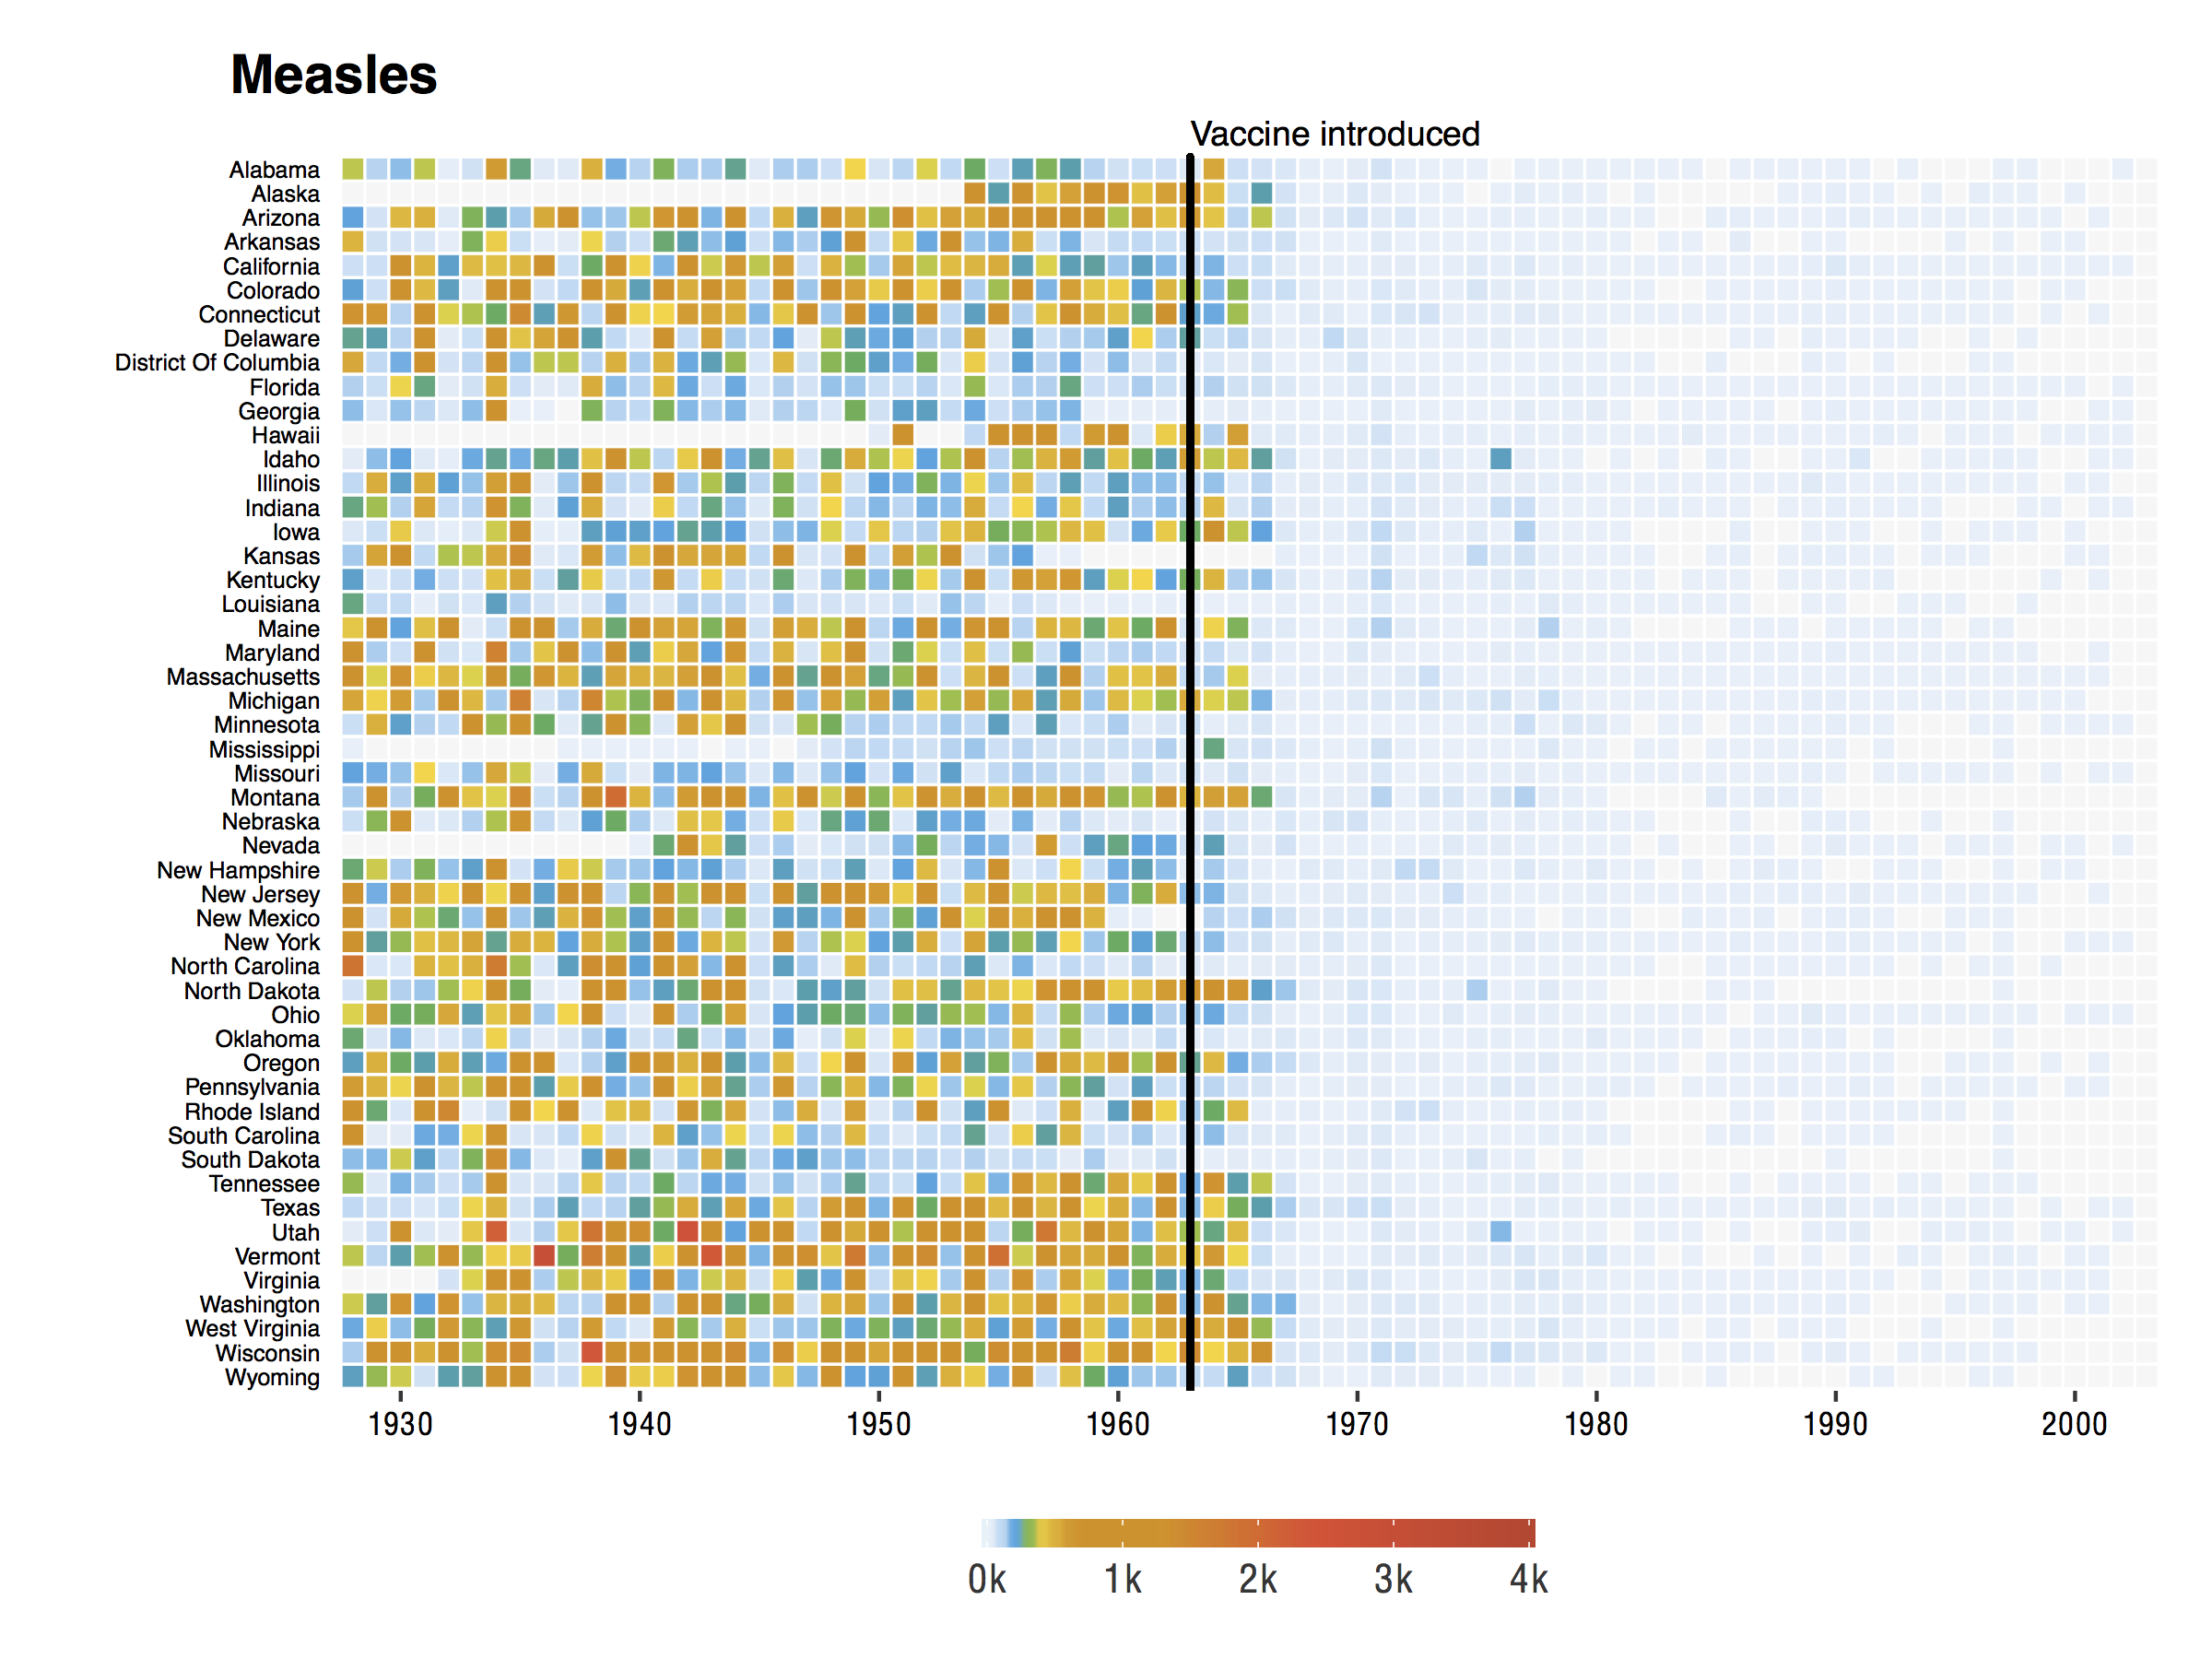 Measles
Vaccine introduced
Alabama
Alaska
Arizona
Arkansas
California
Colorado
Connecticut
Delaware
District Of Columbia
Florida
Georgia
Hawaii
Idaho
Illinois
Indiana
Iowa
Kansas
Kentucky
Louisiana
Maine
Maryland
Massachusetts
Michigan
Minnesota
Mississippi
Missouri
Montana
Nebraska
Nevada
New Hampshire
New Jersey
New Mexico
New York
North Carolina
North Dakota
Ohio
Oklahoma
Oregon
Pennsylvania
Rhode Island
South Carolina
South Dakota
Tennessee
Texas
Utah
Vermont
Virginia
Washington
West Virginia
Wisconsin
Wyoming
1930 1940 1950 1960 1970 1980 1990 2000
0k 1k 2k 3k 4k